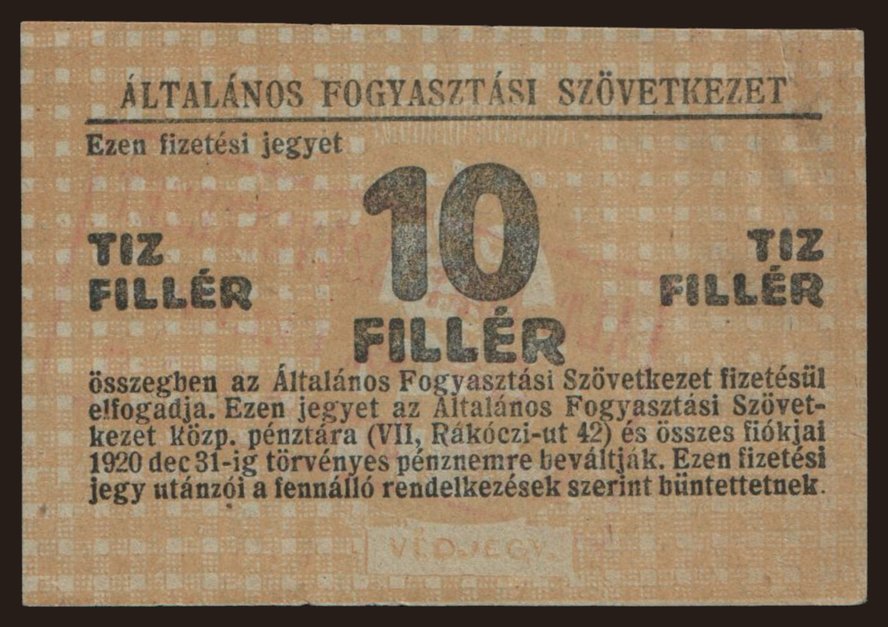 ÁLTALÁNOS FOGYASZTÁSI SZÖVETKEZET
Ezen fizetési jegyet
10
TIZ
FILLÉR
FILLÉR
TIZ
FILLÉR
összegben az Általános Fogyasztási Szövetkezet fizetésül
elfogadja. Ezen jegyet az Általános Fogyasztási Szövet-
kezet közp. pénztára (VII, Rákóczi-ut 42) és összes fiókjai
1920 dec 31-ig törvényes pénznemre beváltják. Ezen fizetési
jegy utánzói a fennálló rendelkezések szerint büntettetnek.
VÉDJEGY.